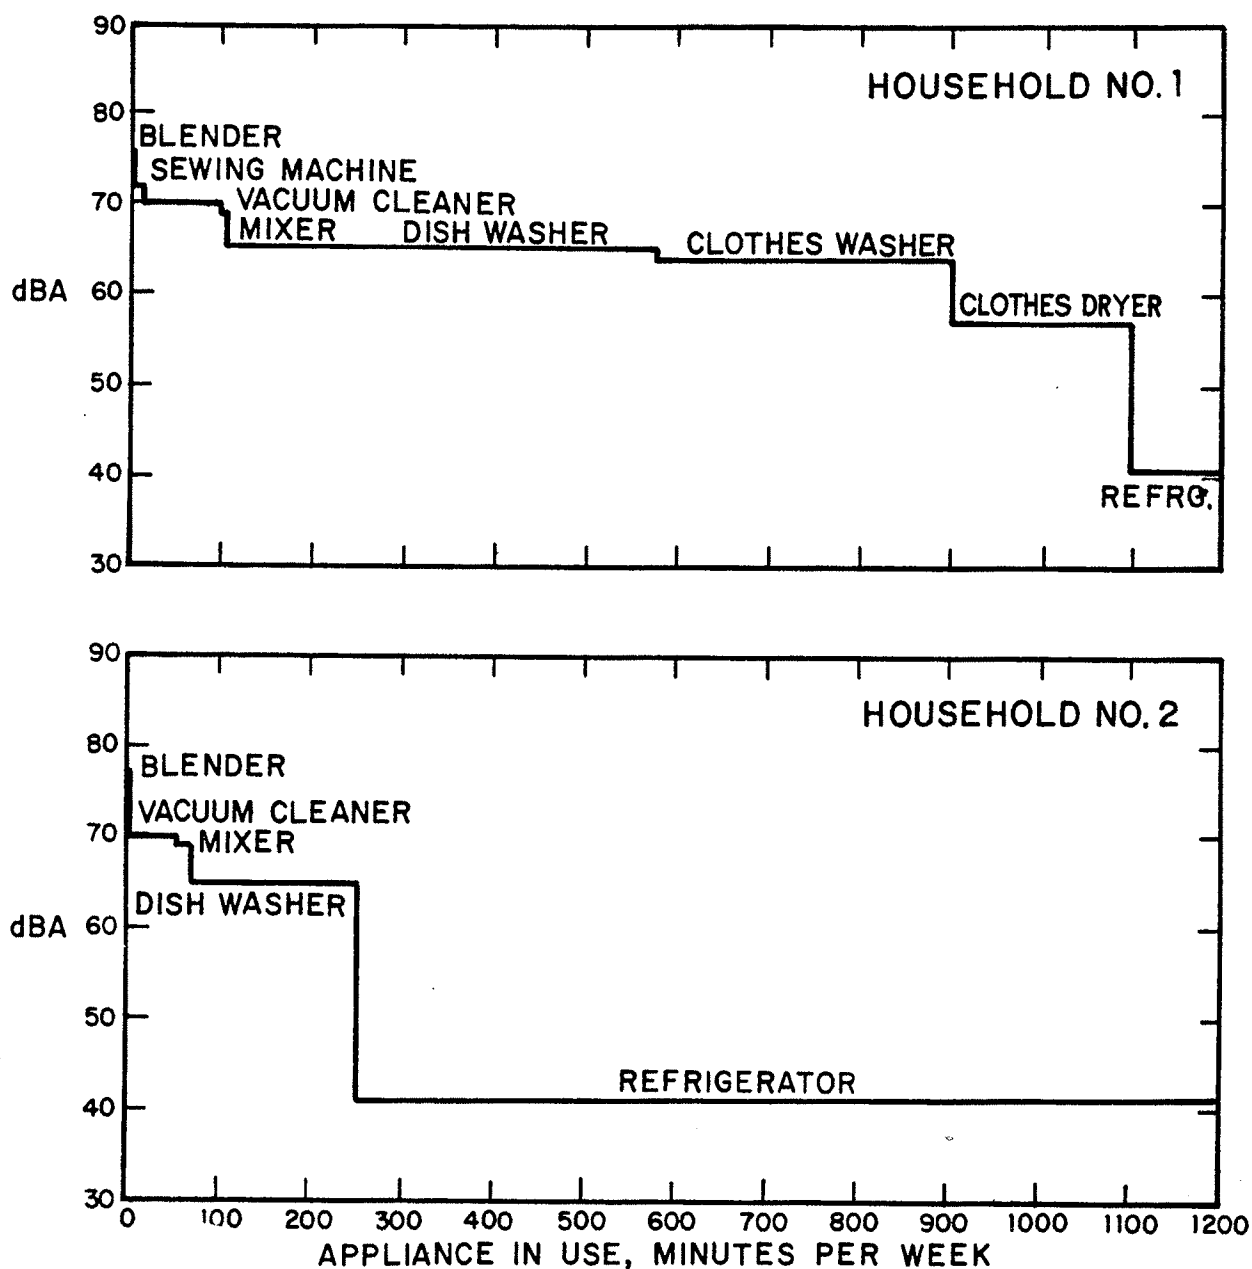 90
HOUSEHOLD NO. 1
80
BLENDER
SEWING MACHINE
70
VACUUM CLEANER
MIXER
DISH WASHER
CLOTHES WASHER
dBA
60
CLOTHES DRYER
50
40
REFRG.
30
90
HOUSEHOLD NO. 2
80
BLENDER
VACUUM CLEANER
70
MIXER
DISH WASHER
dBA
60
50
REFRIGERATOR
40
30
0 100 200 300 400 500 600 700 800 900 1000 1100 1200
APPLIANCE IN USE, MINUTES PER WEEK